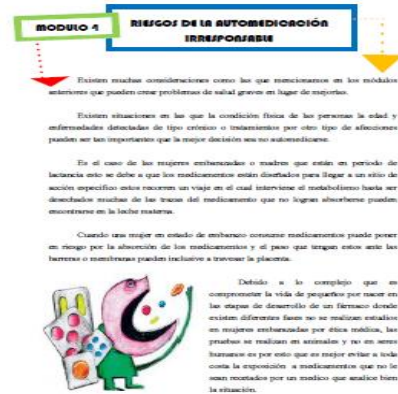 MODULO 4
RIESGOS DE LA AUTOMEDICACIÓN
IRRESPONSABLE
Existen muchas consideraciones como las que mencionamos en los módulos
anteriores que pueden crear problemas de salud graves en lugar de mejorías.
Existen situaciones en las que la condición física de las personas la edad y
enfermedades detectadas de tipo crónico o tratamientos por otro tipo de afecciones
pueden ser tan importantes que la mejor decisión sea no automedicarse.
Es el caso de las mujeres embarazadas o madres que están en periodo de
lactancia esto se debe a que los medicamentos están diseñados para llegar a un sitio de
acción especifico estos recorren un viaje en el cual interviene el metabolismo hasta ser
desechados muchas de las trazas del medicamento que no logran absorberse pueden
encontrarse en la leche materna.
Cuando una mujer en estado de embarazo consume medicamentos puede poner
en riesgo por la absorción de los medicamentos y el paso que tengan estos ante las
barreras o membranas pueden inclusive a travesar la placenta.
Debido a lo complejo que es
comprometer la vida de pequeños por nacer en
las etapas de desarrollo de un fármaco donde
existen diferentes fases no se realizan estudios
en mujeres embarazadas por ética médica, las
pruebas se realizan en animales y no en seres
humanos es por esto que es mejor evitar a toda
costa la exposición a medicamentos que no le
sean recetados por un medico que analice bien
la situación.